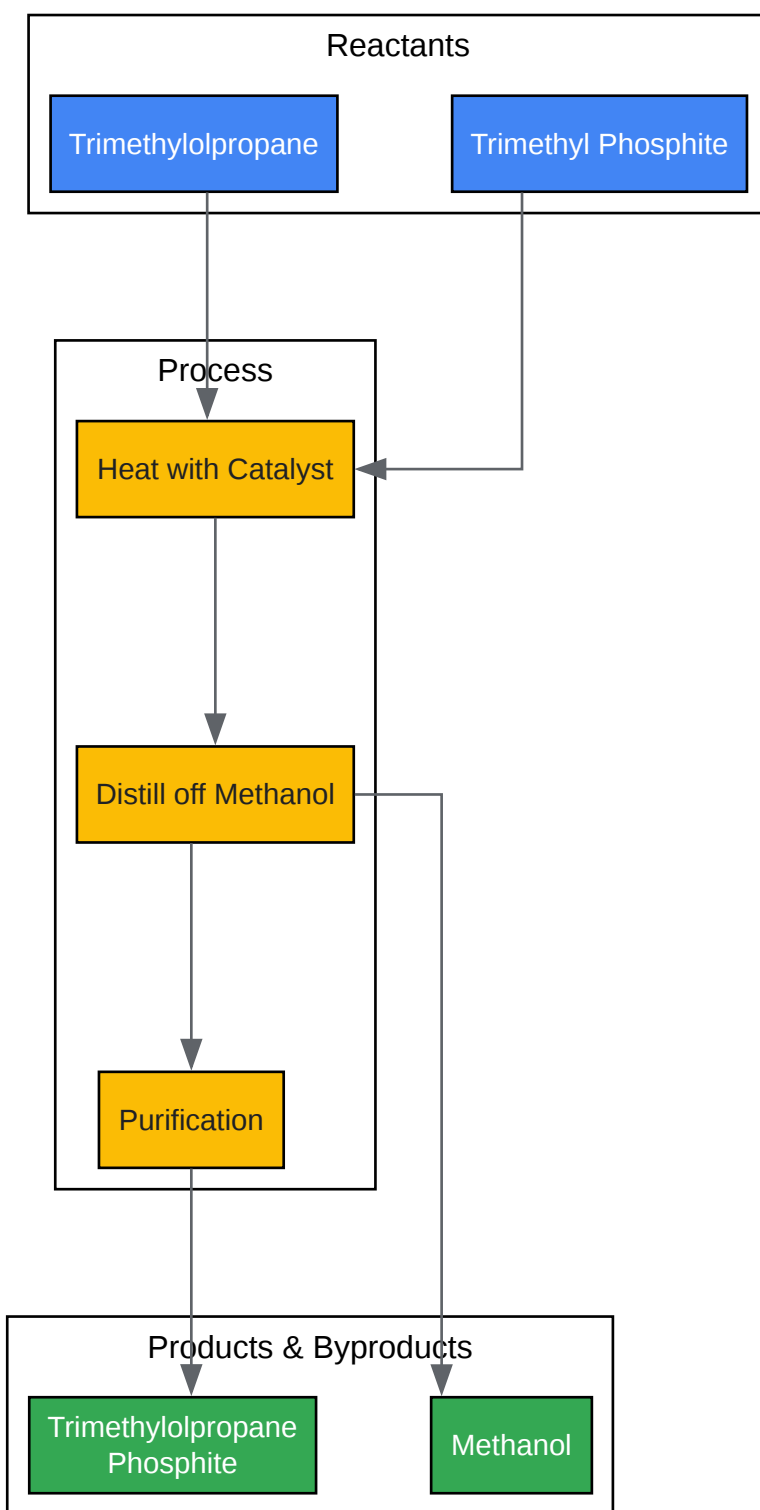 Reactants
Trimethylolpropane
Trimethyl Phosphite
Process
Heat with Catalyst
Distill off Methanol
Purification
Products & Byproducts
Trimethylolpropane
Phosphite
Methanol